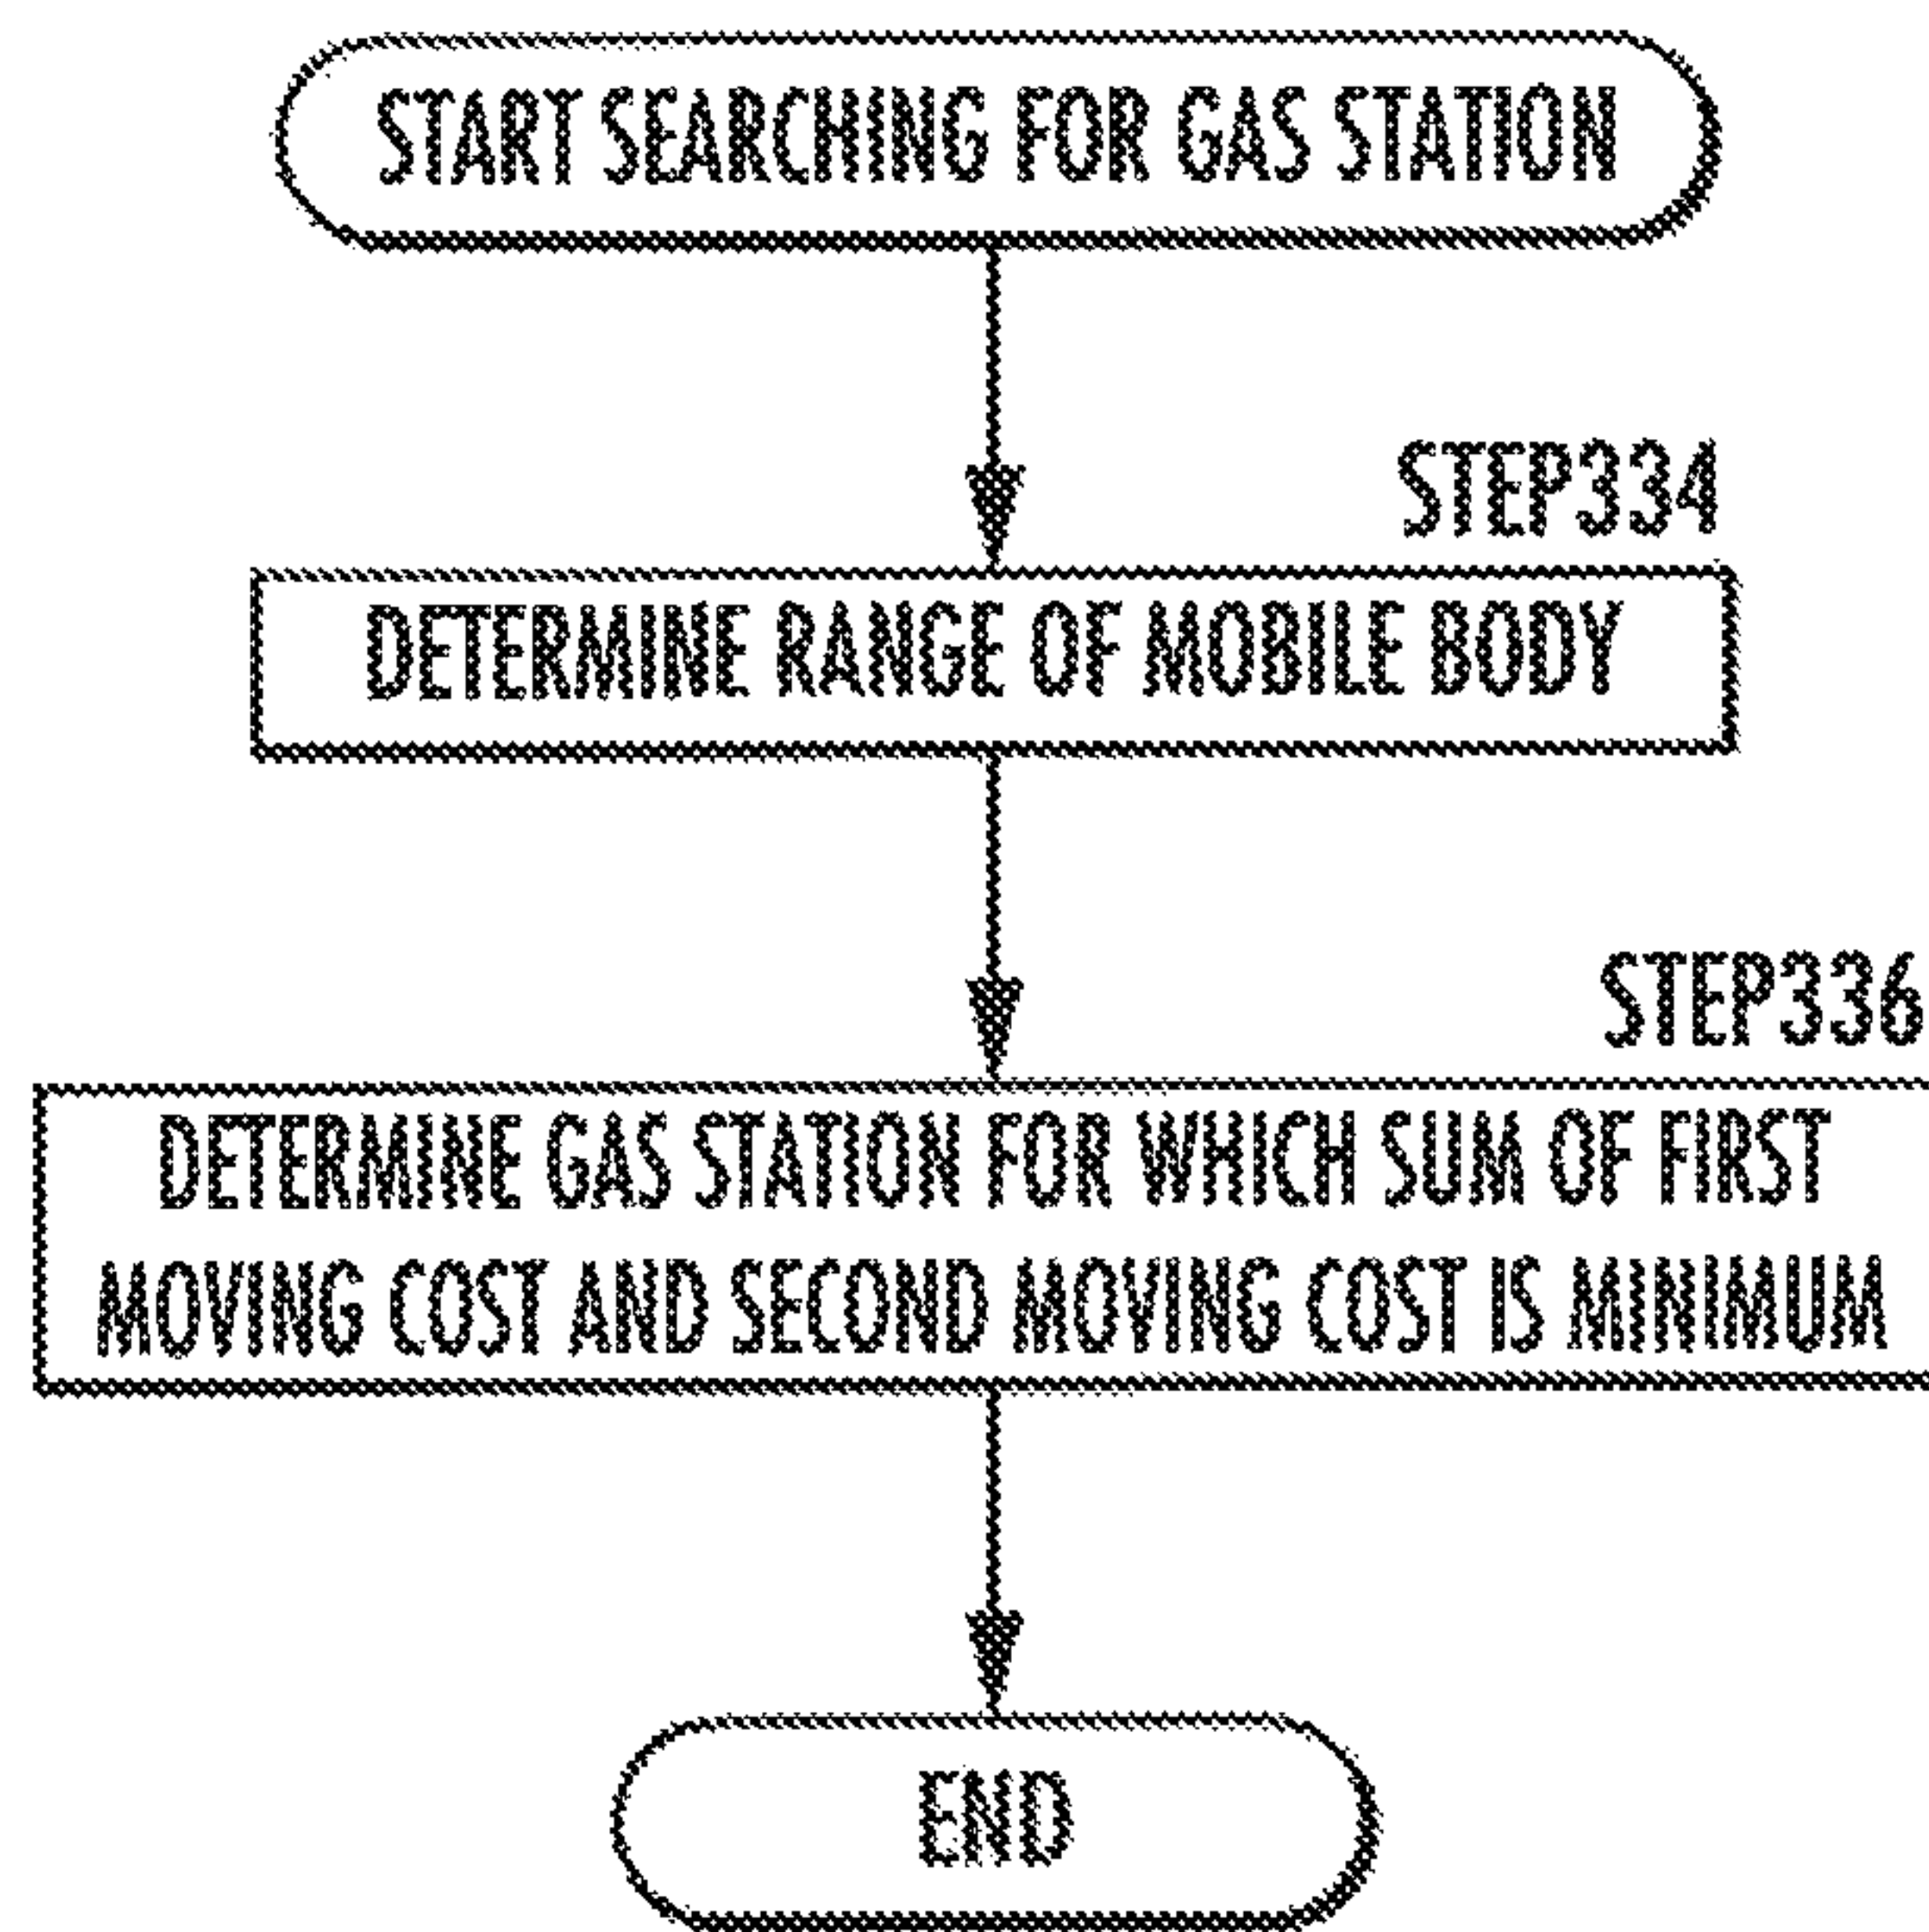 START SEARCHING FOR GAS STATION
STEP334
DETERMINE RANGE OF MOBILE BODY
STEP336
DETERMINE GAS STATION FOR WHICH SUM OF FIRST
MOVING COST AND SECOND MOVING COST IS MINIMUM
END